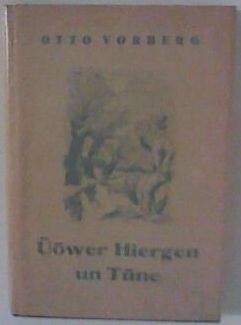 OTTO VORBERG
Üöwer Hiergen
un Tüne